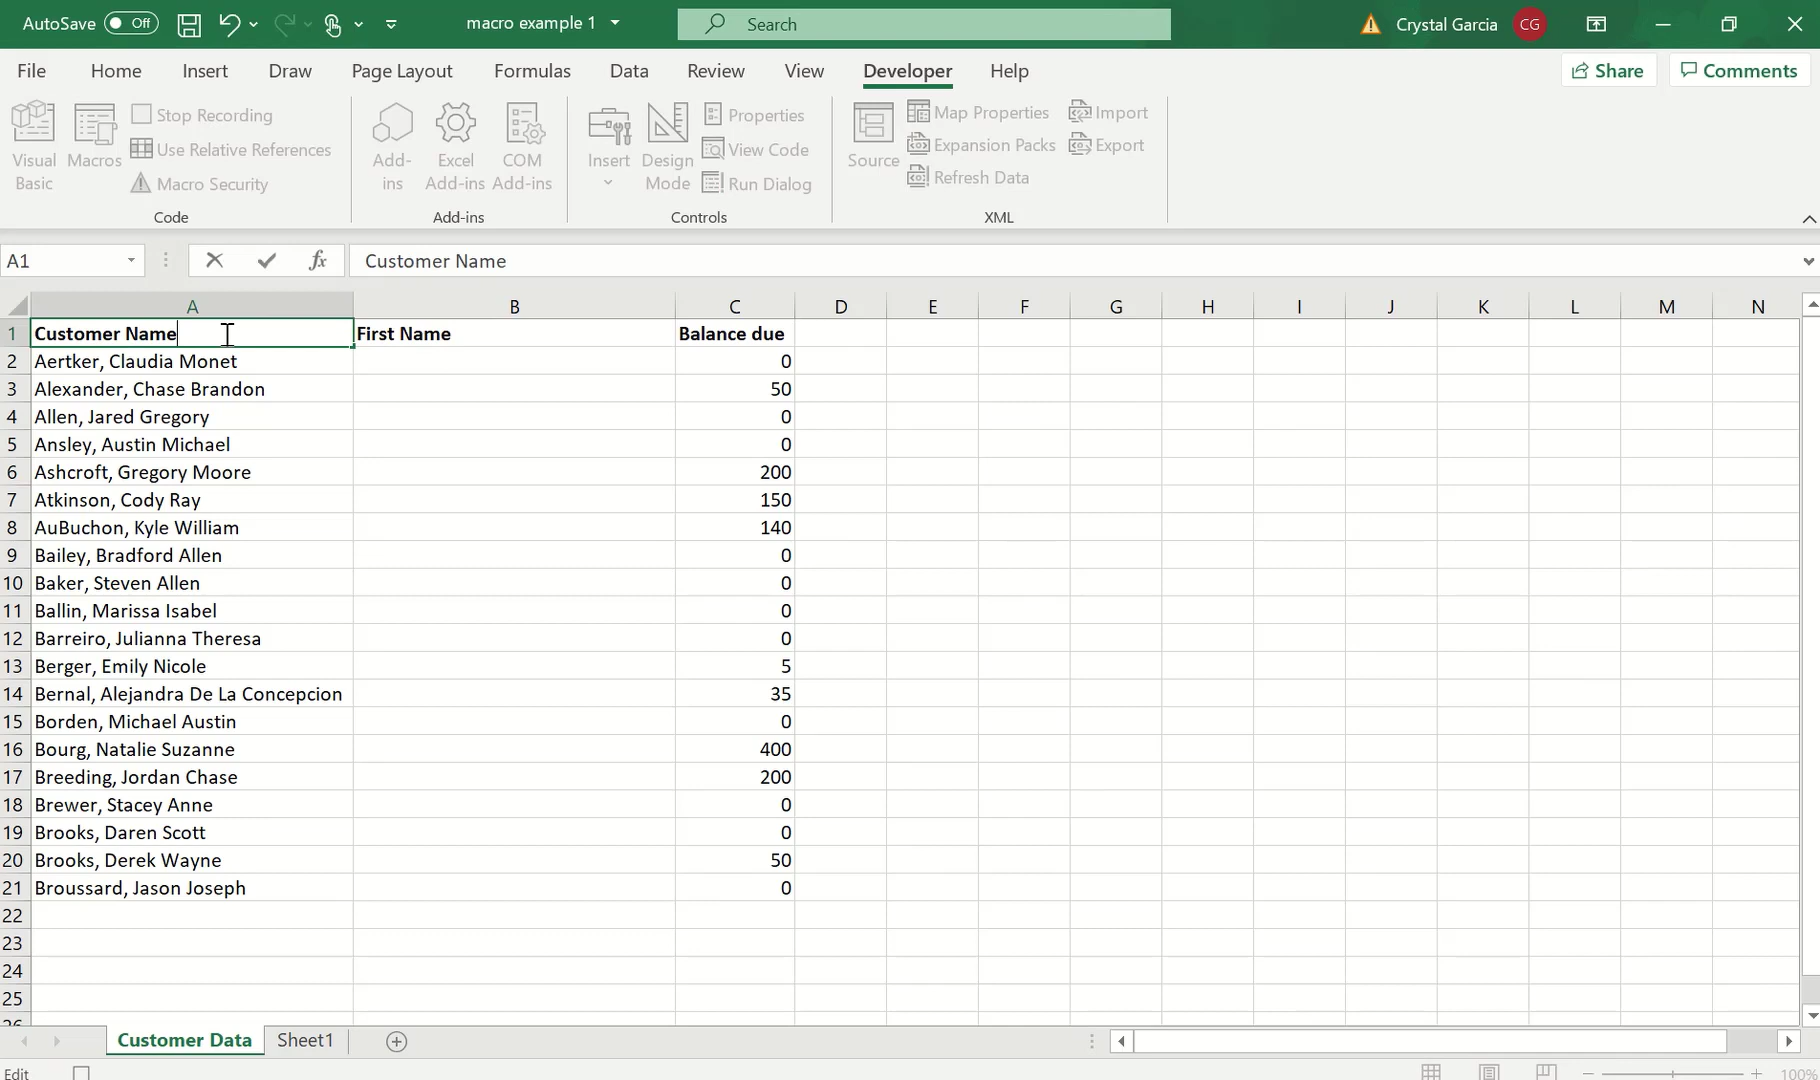 AutoSave Off macro example 1 Search Crystal Garcia CG
File Home Insert Draw Page Layout Formulas Data Review View Developer Help Share Comments
Visual Basic
Macros
Stop Recording
Use Relative References
Macro Security
Code
Add-ins
Excel Add-ins
COM Add-ins
Add-ins
Insert
Design Mode
Properties
View Code
Run Dialog
Controls
Source
Map Properties
Expansion Packs
Refresh Data
Import
Export
XML
A1 fx Customer Name
A B C D E F G H I J K L M N
1 Customer Name First Name Balance due
2 Aertker, Claudia Monet 0
3 Alexander, Chase Brandon 50
4 Allen, Jared Gregory 0
5 Ansley, Austin Michael 0
6 Ashcroft, Gregory Moore 200
7 Atkinson, Cody Ray 150
8 AuBuchon, Kyle William 140
9 Bailey, Bradford Allen 0
10 Baker, Steven Allen 0
11 Ballin, Marissa Isabel 0
12 Barreiro, Julianna Theresa 0
13 Berger, Emily Nicole 5
14 Bernal, Alejandra De La Concepcion 35
15 Borden, Michael Austin 0
16 Bourg, Natalie Suzanne 400
17 Breeding, Jordan Chase 200
18 Brewer, Stacey Anne 0
19 Brooks, Daren Scott 0
20 Brooks, Derek Wayne 50
21 Broussard, Jason Joseph 0
22
23
24
25
26
Customer Data Sheet1
Edit 100%